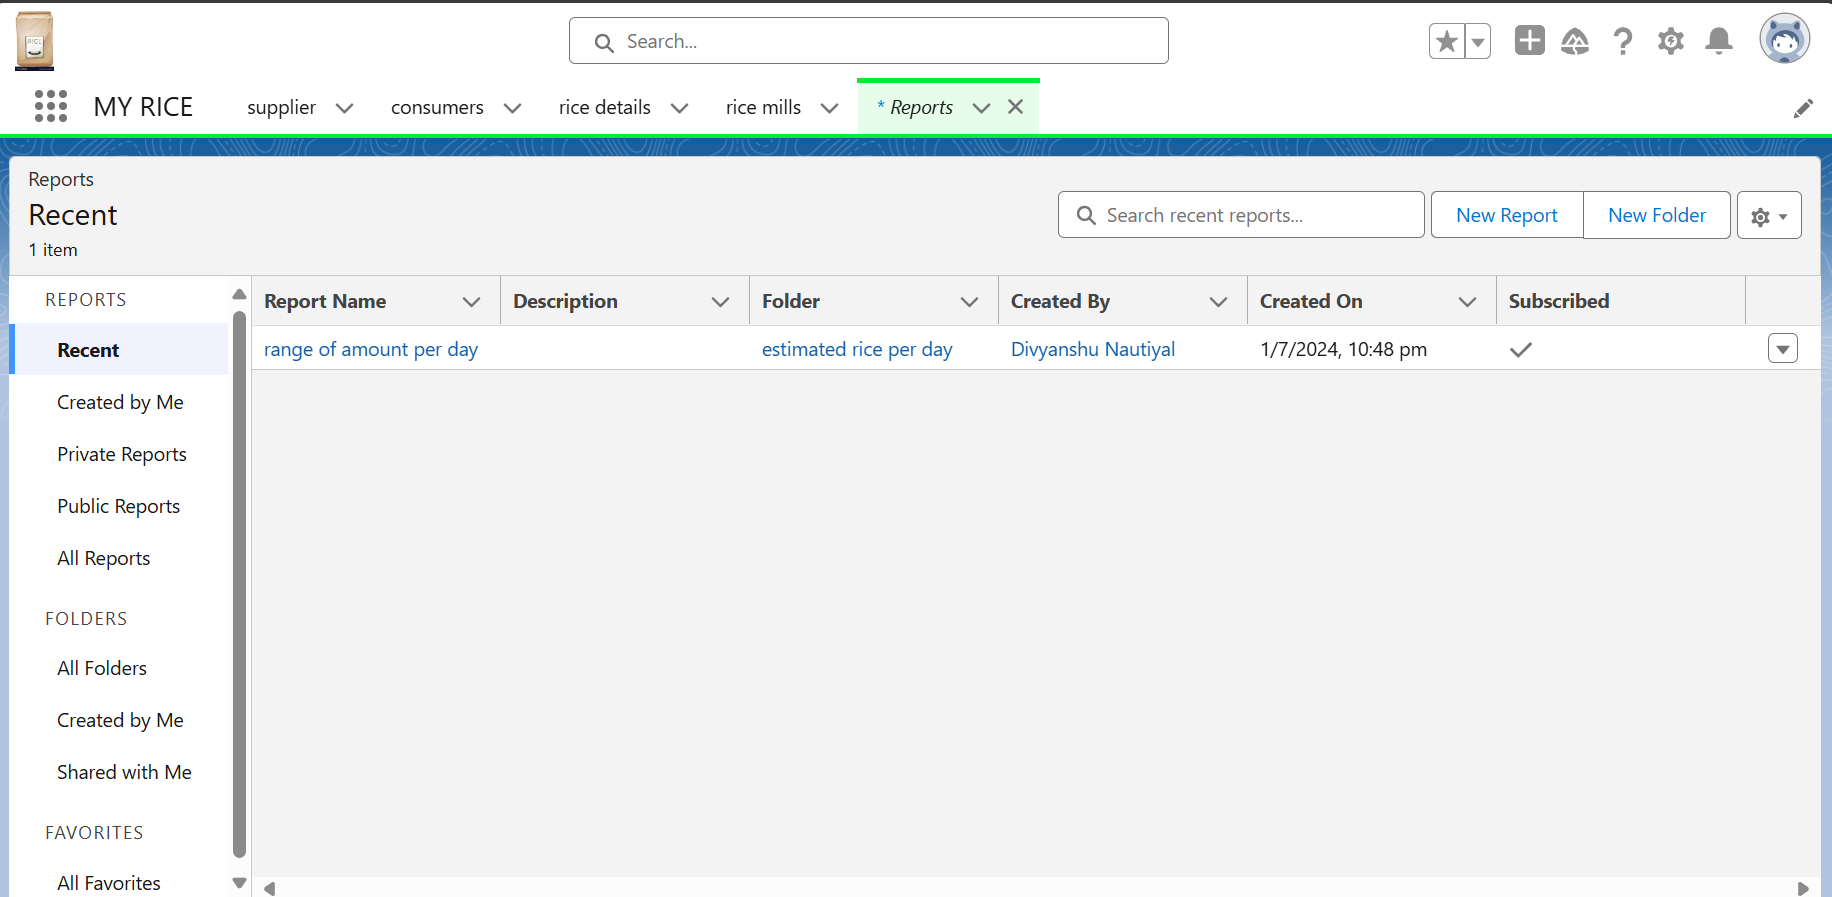 RICE
Search...
MY RICE
supplier
consumers
rice details
rice mills
* Reports
Reports
Recent
1 item
Search recent reports...
New Report
New Folder
REPORTS
Recent
Created by Me
Private Reports
Public Reports
All Reports
FOLDERS
All Folders
Created by Me
Shared with Me
FAVORITES
All Favorites
Report Name
Description
Folder
Created By
Created On
Subscribed
range of amount per day
estimated rice per day
Divyanshu Nautiyal
1/7/2024, 10:48 pm